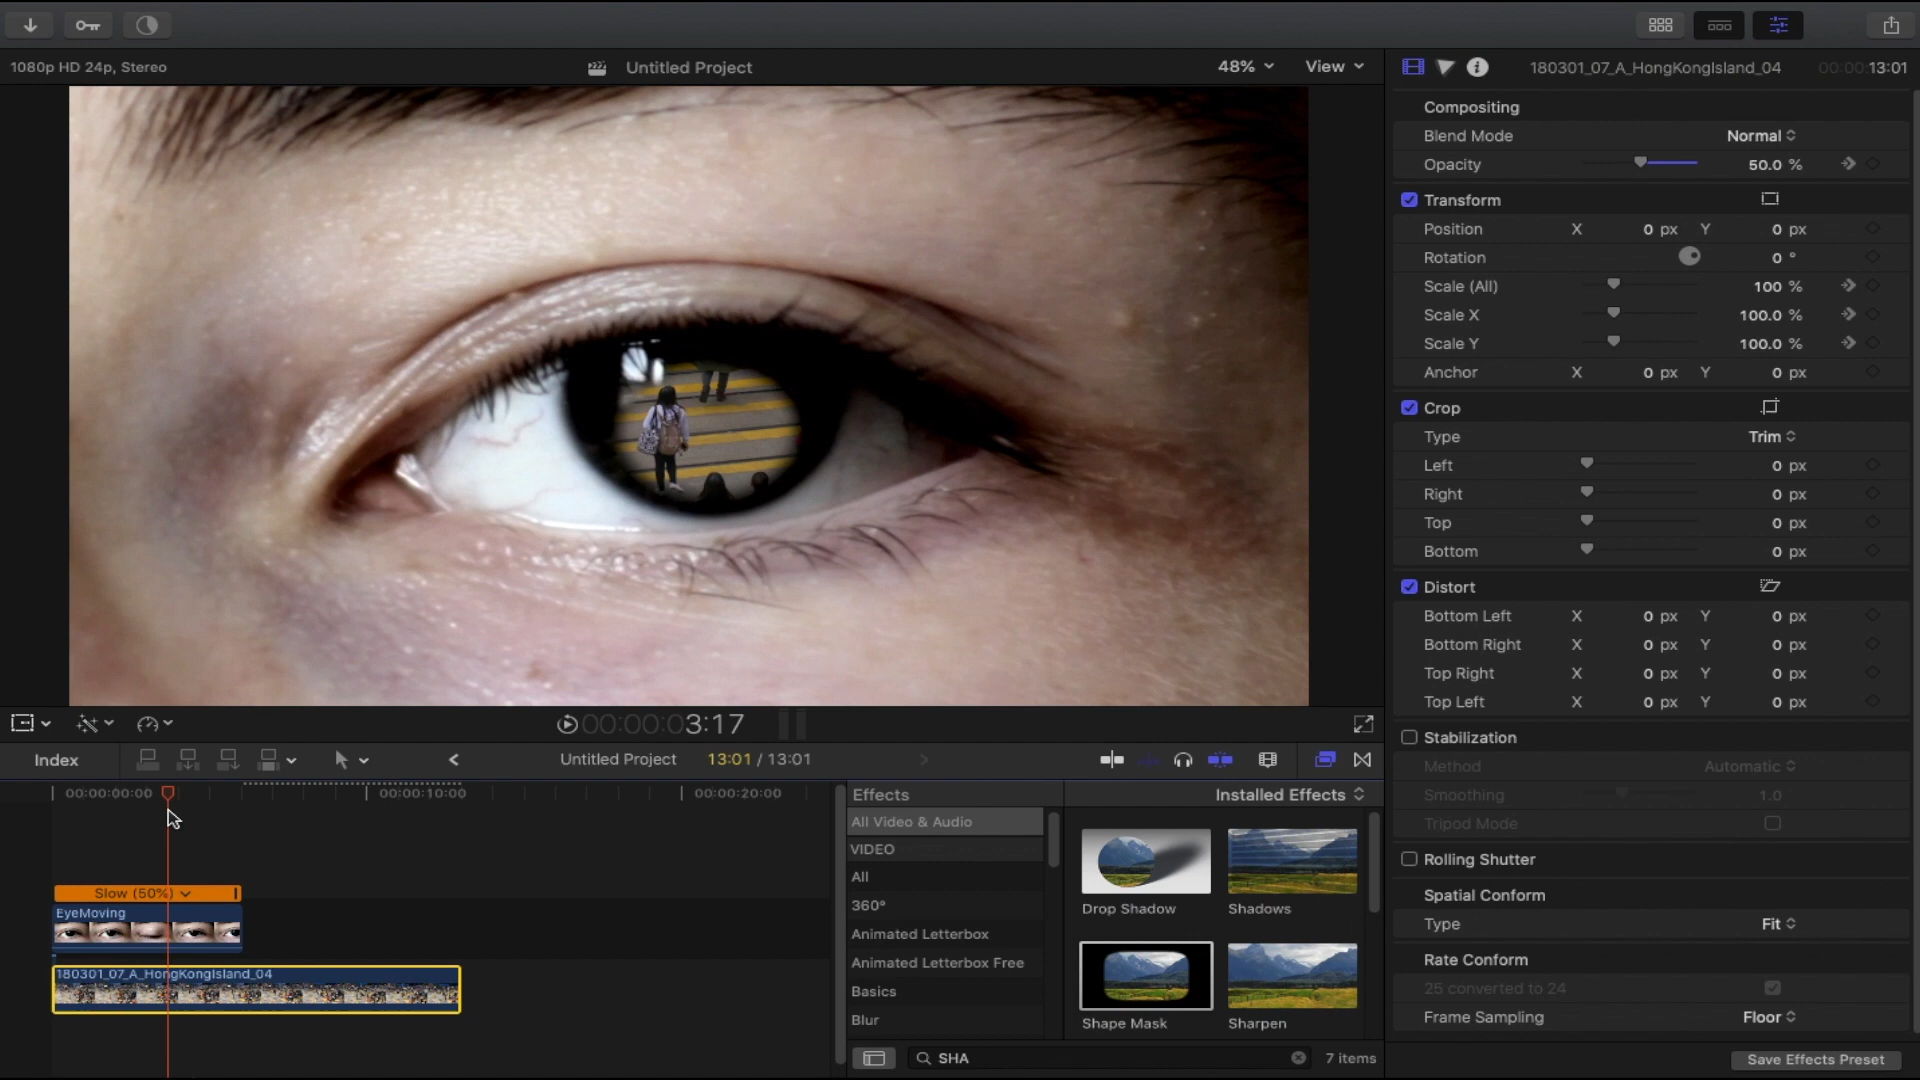 1080p HD 24p, Stereo
Untitled Project
48%
View
180301_07_A_HongKongIsland_04
00:00:13:01
Compositing
Blend Mode Normal
Opacity 50.0 %
Transform
Position X 0 px Y 0 px
Rotation 0 °
Scale (All) 100 %
Scale X 100.0 %
Scale Y 100.0 %
Anchor X 0 px Y 0 px
Crop
Type Trim
Left 0 px
Right 0 px
Top 0 px
Bottom 0 px
Distort
Bottom Left X 0 px Y 0 px
Bottom Right X 0 px Y 0 px
Top Right X 0 px Y 0 px
Top Left X 0 px Y 0 px
Stabilization
Method Automatic
Smoothing 1.0
Tripod Mode
Rolling Shutter
Spatial Conform
Type Fit
Rate Conform
25 converted to 24
Frame Sampling Floor
Save Effects Preset
00:00:03:17
Index
Untitled Project 13:01 / 13:01
00:00:00:00 00:00:10:00 00:00:20:00
Slow (50%)
EyeMoving
180301_07_A_HongKongIsland_04
Effects
Installed Effects
All Video & Audio
VIDEO
All
360°
Animated Letterbox
Animated Letterbox Free
Basics
Blur
Drop Shadow
Shadows
Shape Mask
Sharpen
SHA
7 items